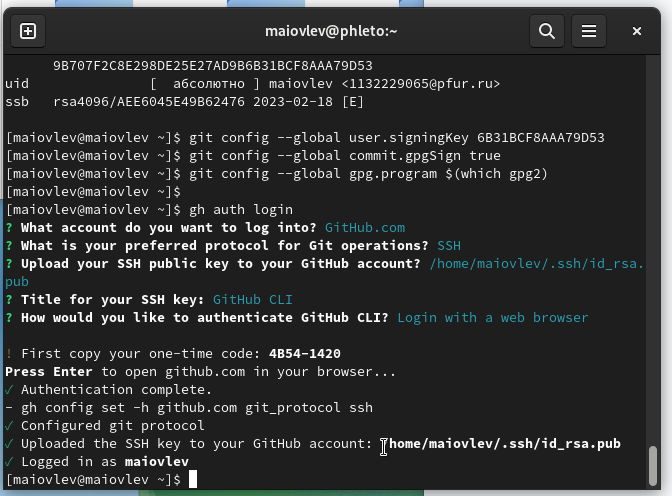 maiovlev@phleto:~
9B707F2C8E298DE25E27AD9B6B31BCF8AAA79D53
uid [ абсолютно ] maiovlev <1132229065@pfur.ru>
ssb rsa4096/AEE6045E49B62476 2023-02-18 [E]
[maiovlev@maiovlev ~]$ git config --global user.signingKey 6B31BCF8AAA79D53
[maiovlev@maiovlev ~]$ git config --global commit.gpgSign true
[maiovlev@maiovlev ~]$ git config --global gpg.program $(which gpg2)
[maiovlev@maiovlev ~]$
[maiovlev@maiovlev ~]$ gh auth login
? What account do you want to log into? GitHub.com
? What is your preferred protocol for Git operations? SSH
? Upload your SSH public key to your GitHub account? /home/maiovlev/.ssh/id_rsa.
pub
? Title for your SSH key: GitHub CLI
? How would you like to authenticate GitHub CLI? Login with a web browser
! First copy your one-time code: 4B54-1420
Press Enter to open github.com in your browser...
✓ Authentication complete.
- gh config set -h github.com git_protocol ssh
✓ Configured git protocol
✓ Uploaded the SSH key to your GitHub account: /home/maiovlev/.ssh/id_rsa.pub
✓ Logged in as maiovlev
[maiovlev@maiovlev ~]$